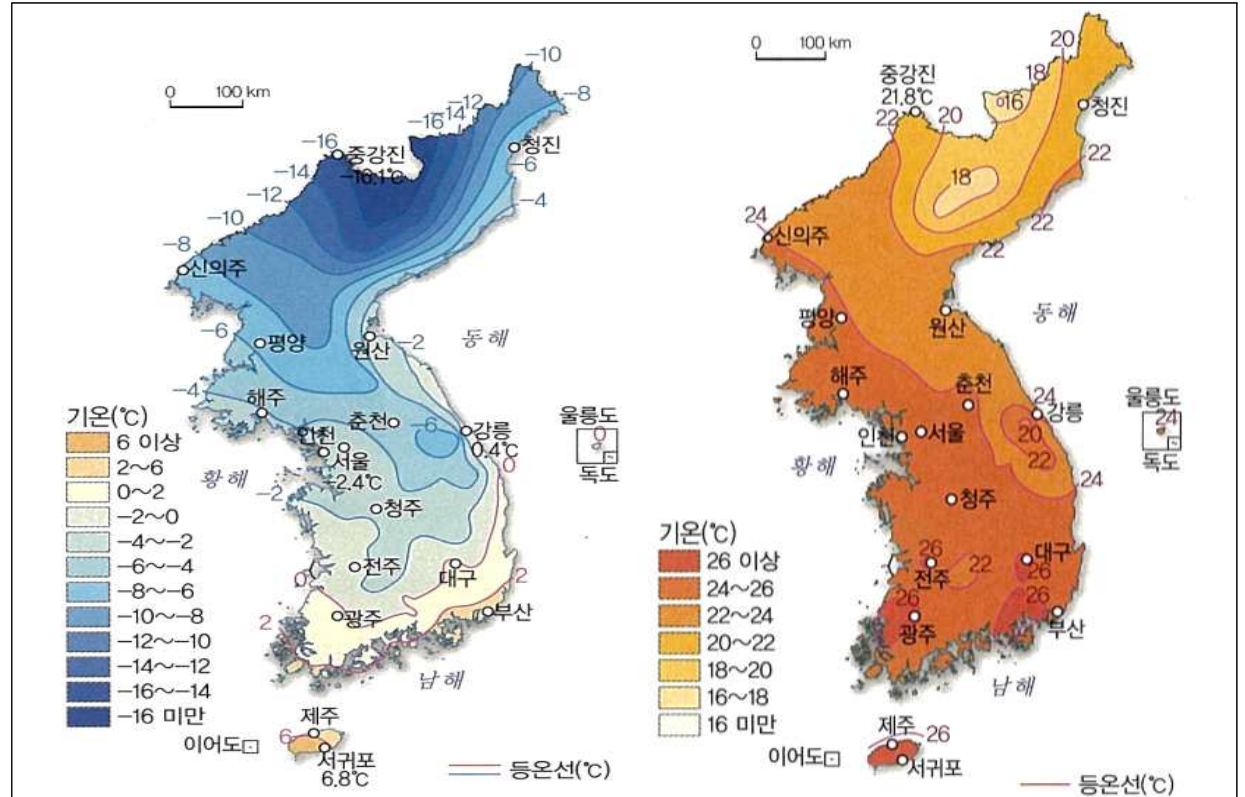 -10
-8
0 100 km
-12
-14
-16
-16
중강진
-16.1℃
청진
-14
-6
-12
-4
-10
-8
신의주
-6
평양
원산
-2
동해
-4
해주
춘천
-6
강릉
0.4℃
울릉도
0
독도
인천
서울
-2.4℃
0
황해
-2
청주
기온(℃)
6 이상
2~6
0~2
-2~0
-4~-2
-6~-4
-8~-6
-10~-8
-12~-10
-14~-12
-16~-14
-16 미만
0
전주
대구
2
광주
부산
2
남해
제주
6
이어도
서귀포
6.8℃
등온선(℃)
0 100 km
20
18
중강진
21.8℃
16
청진
22
20
22
18
24
신의주
22
22
평양
원산
동해
해주
춘천
24
강릉
울릉도
24
독도
인천
서울
20
황해
22
24
청주
기온(℃)
26 이상
24~26
22~24
20~22
18~20
16~18
16 미만
26
전주
22
대구
26
26
26
광주
부산
남해
제주
26
이어도
서귀포
등온선(℃)